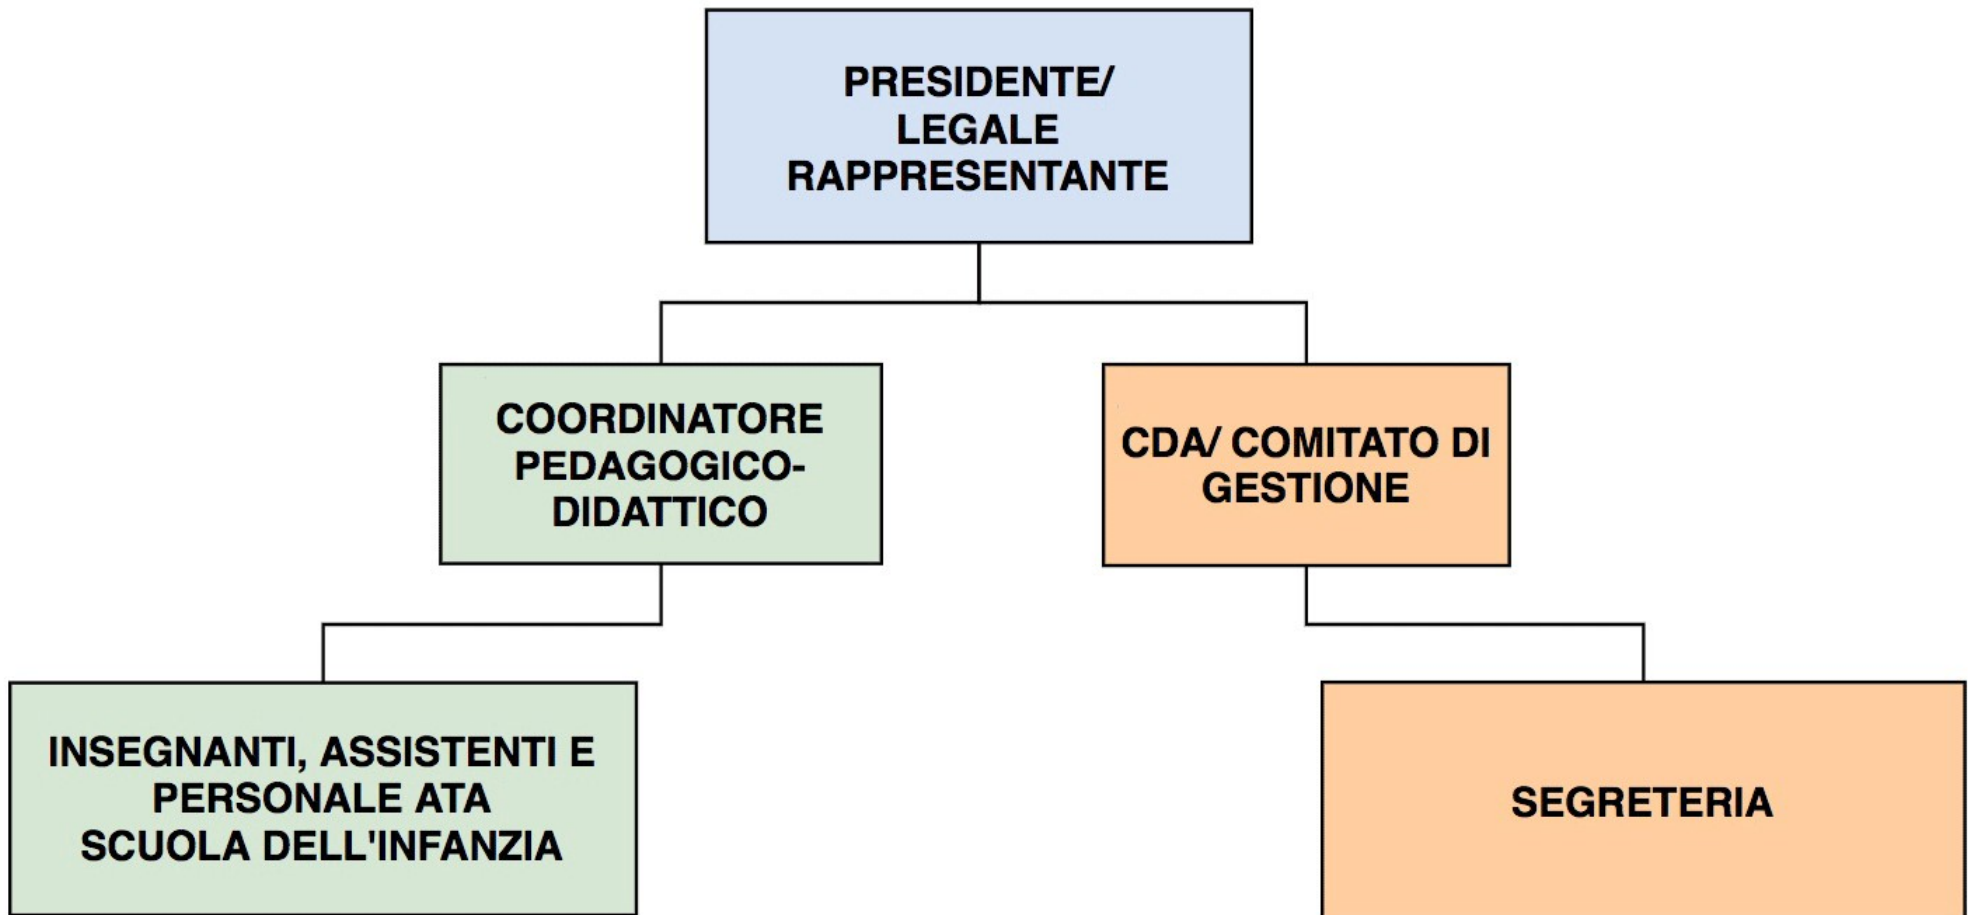 PRESIDENTE/
LEGALE
RAPPRESENTANTE
COORDINATORE
PEDAGOGICO-
DIDATTICO
CDA/ COMITATO DI
GESTIONE
INSEGNANTI, ASSISTENTI E
PERSONALE ATA
SCUOLA DELL'INFANZIA
SEGRETERIA